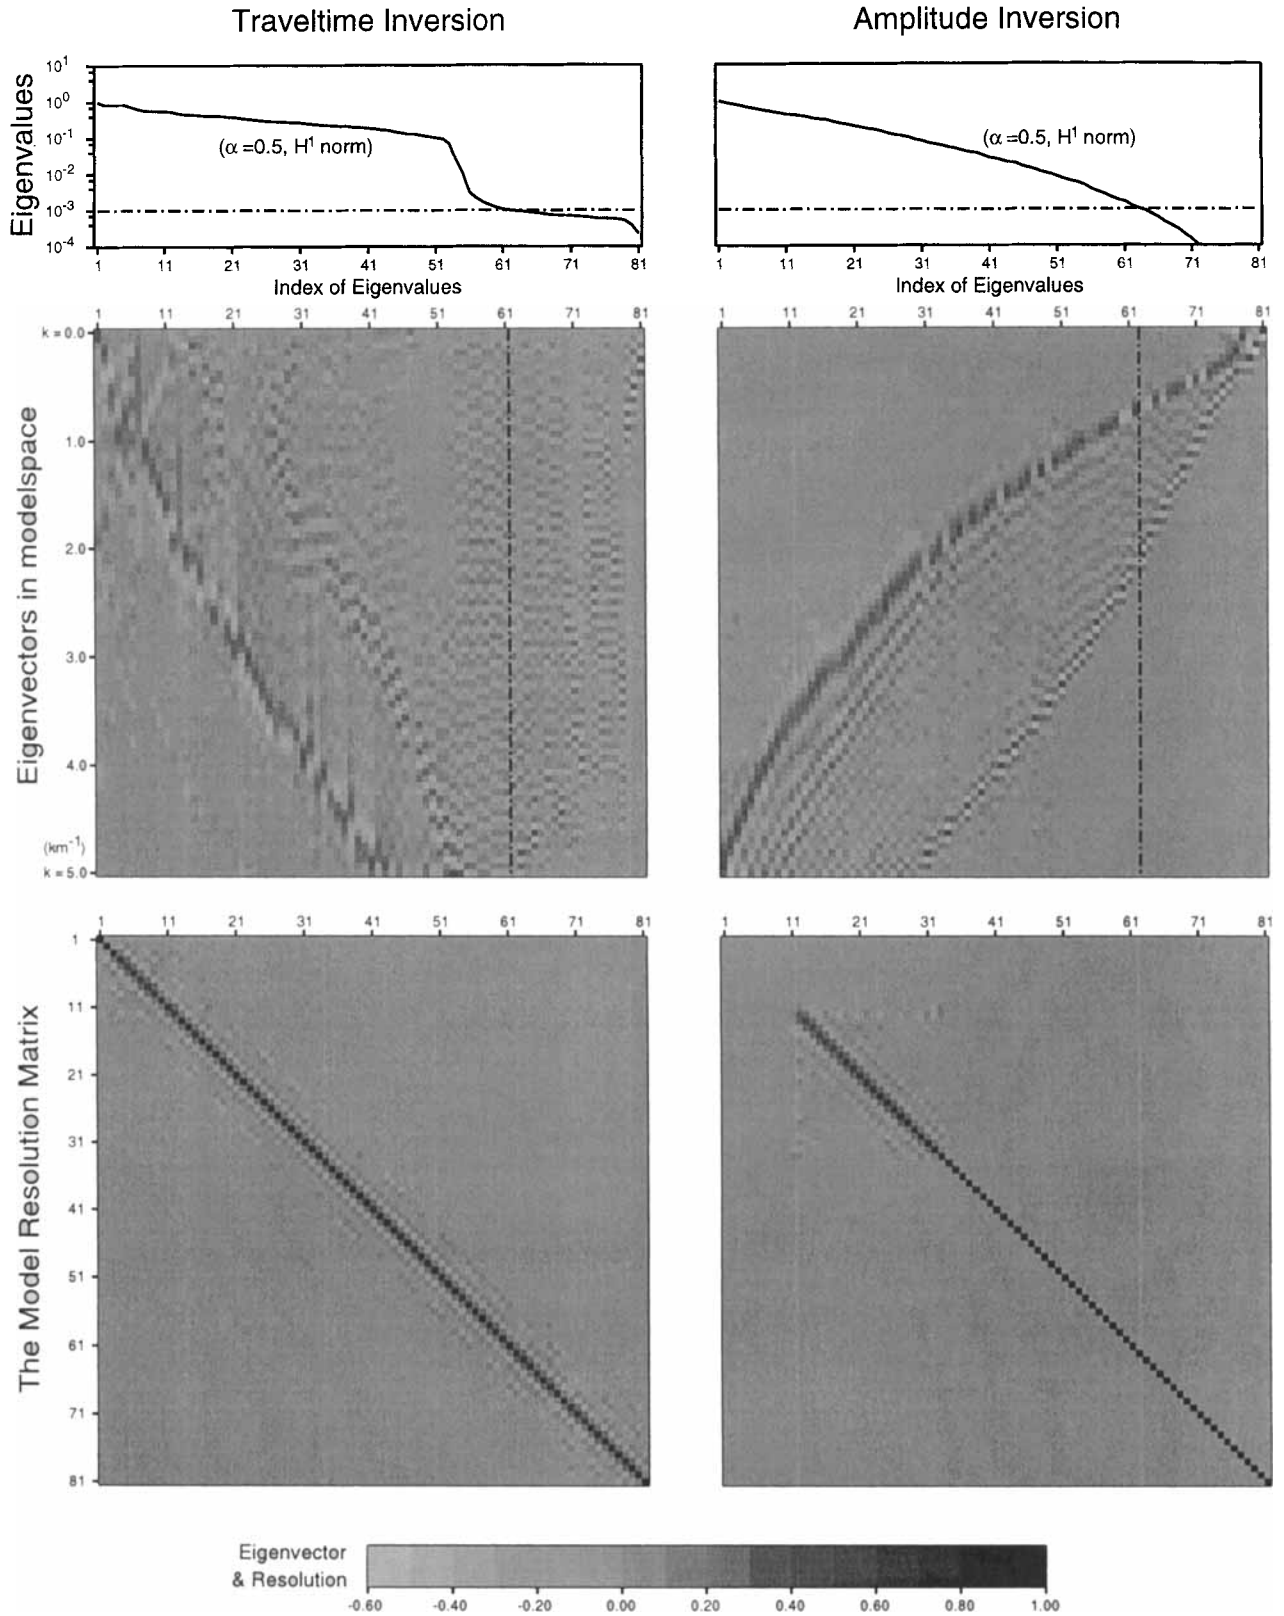 Traveltime Inversion
Amplitude Inversion
Eigenvalues
10¹
10⁰
10⁻¹
10⁻²
10⁻³
10⁻⁴
(α=0.5, H¹ norm)
(α=0.5, H¹ norm)
1 11 21 31 41 51 61 71 81
1 11 21 31 41 51 61 71 81
Index of Eigenvalues
Index of Eigenvalues
1 11 21 31 41 51 61 71 81
1 11 21 31 41 51 61 71 81
Eigenvectors in modelspace
k = 0.0
1.0
2.0
3.0
4.0
(km⁻¹)
k = 5.0
1 11 21 31 41 51 61 71 81
1 11 21 31 41 51 61 71 81
The Model Resolution Matrix
1
11
21
31
41
51
61
71
81
Eigenvector
& Resolution
-0.60 -0.40 -0.20 0.00 0.20 0.40 0.60 0.80 1.00